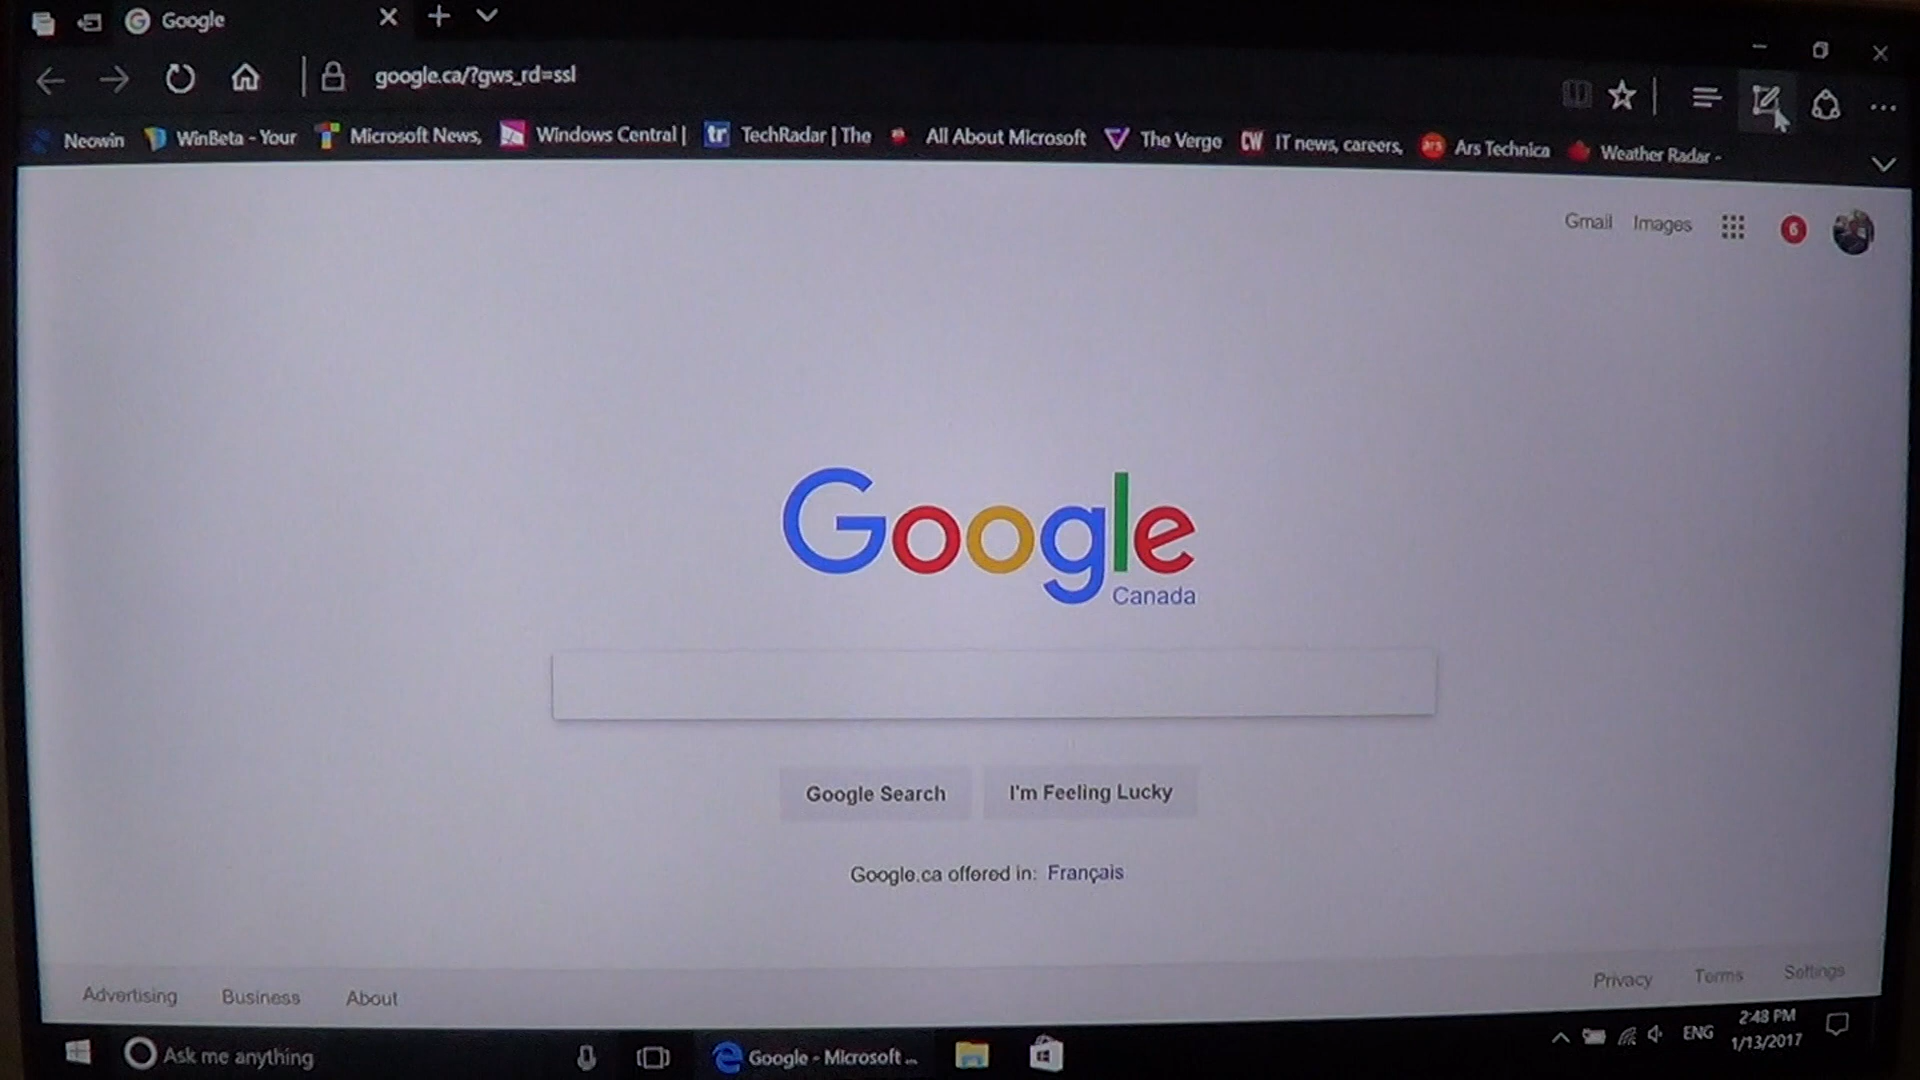 Google
google.ca/?gws_rd=ssl
Neowin WinBeta - Your Microsoft News, Windows Central | TechRadar | The All About Microsoft The Verge IT news, careers, Ars Technica Weather Radar -
Gmail Images 6
Google
Canada
Google Search I'm Feeling Lucky
Google.ca offered in: Français
Advertising Business About Privacy Terms Settings
Ask me anything Google - Microsoft ... ENG 2:48 PM
1/13/2017